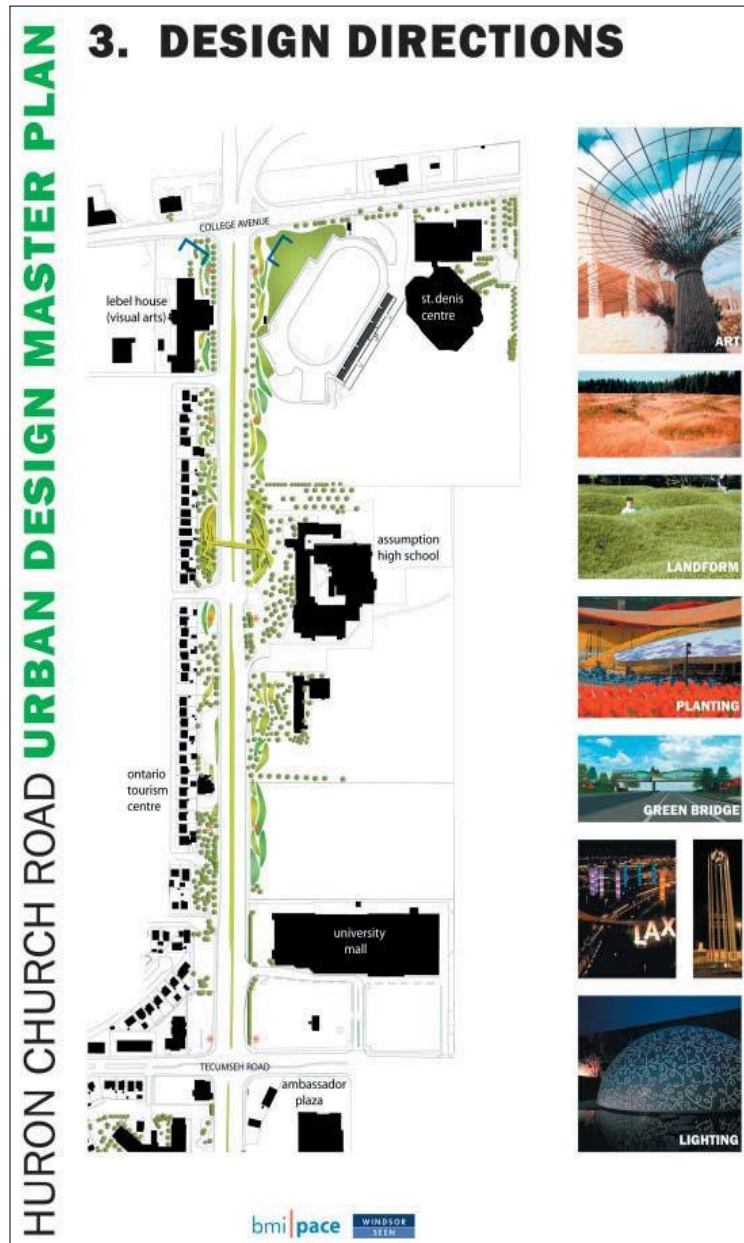 HURON CHURCH ROAD URBAN DESIGN MASTER PLAN
3. DESIGN DIRECTIONS
COLLEGE AVENUE
lebel house
(visual arts)
st. denis
centre
assumption
high school
ontario
tourism
centre
university
mall
TECUMSEH ROAD
ambassador
plaza
ART
LANDFORM
PLANTING
GREEN BRIDGE
LAX
LIGHTING
bmi|pace
WINDSOR
SEEN